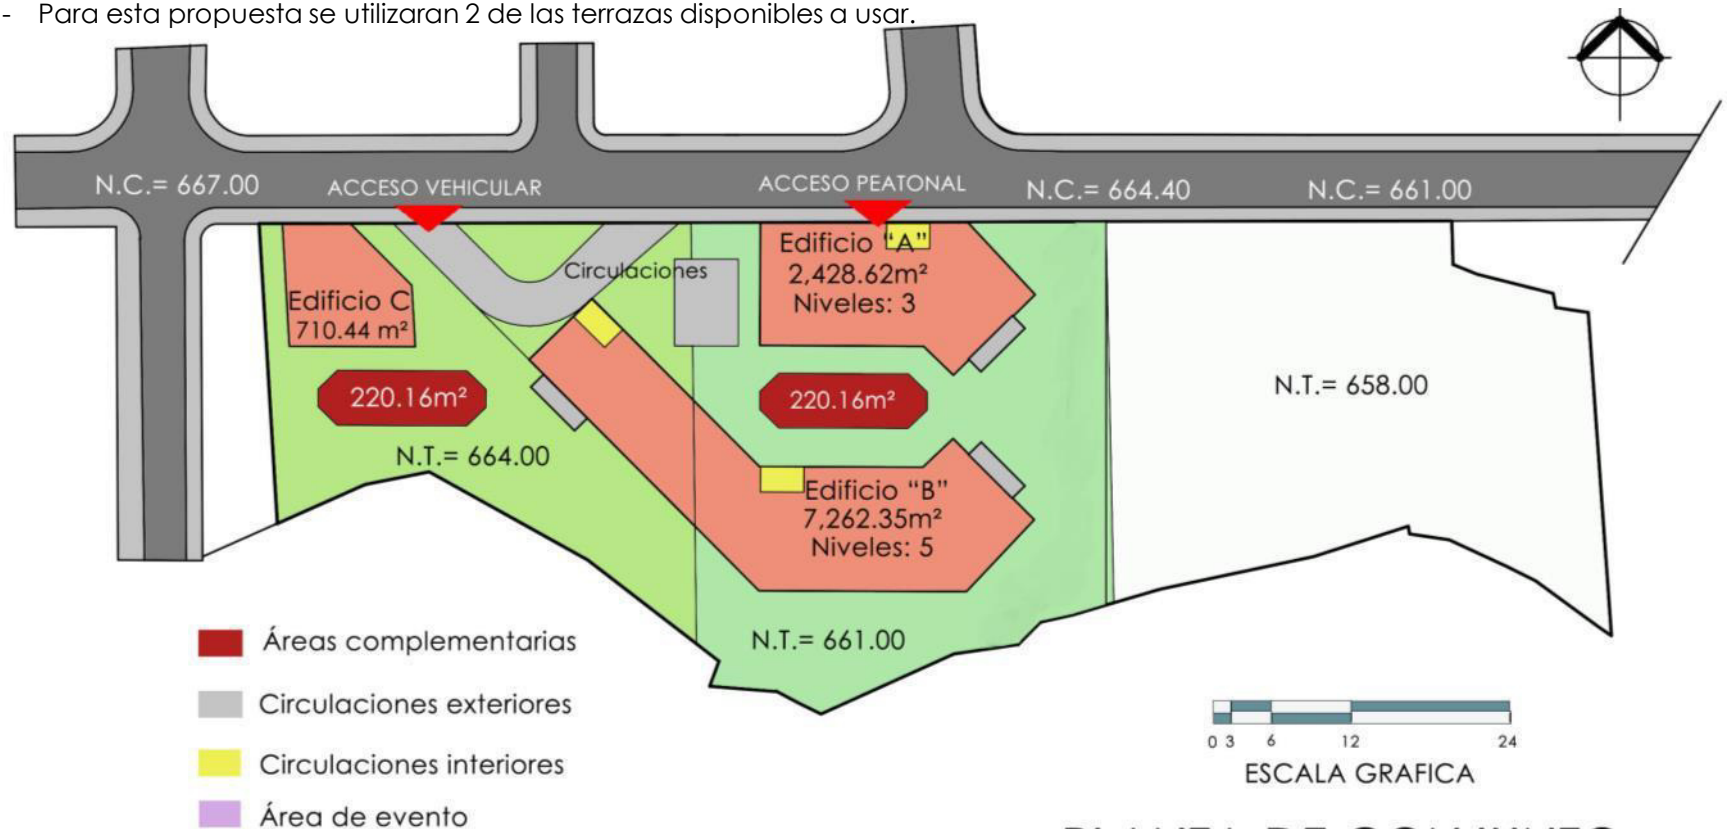 - Para esta propuesta se utilizaran 2 de las terrazas disponibles a usar.
N.C.= 667.00
ACCESO VEHICULAR
ACCESO PEATONAL
N.C.= 664.40
N.C.= 661.00
Edificio “A”
2,428.62m²
Niveles: 3
Circulaciones
Edificio C
710.44 m²
220.16m²
220.16m²
N.T.= 658.00
N.T.= 664.00
Edificio “B”
7,262.35m²
Niveles: 5
N.T.= 661.00
Áreas complementarias
Circulaciones exteriores
Circulaciones interiores
Área de evento
0 3 6 12 24
ESCALA GRAFICA